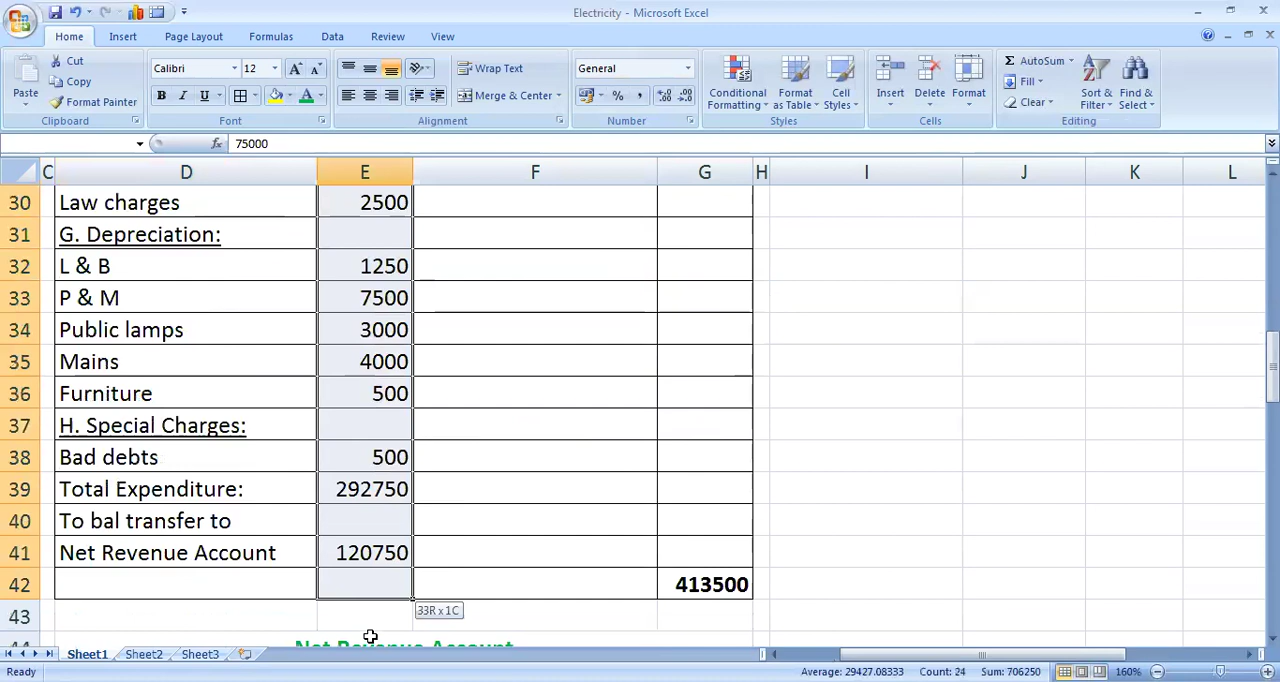 Electricity - Microsoft Excel
Home Insert Page Layout Formulas Data Review View
Cut
Copy
Format Painter
Paste
Clipboard
Calibri 12
B I U
Font
Wrap Text
Merge & Center
Alignment
General
%
Number
Conditional Formatting
Format as Table
Cell Styles
Styles
Insert Delete Format
Cells
AutoSum
Fill
Clear
Sort & Filter
Find & Select
Editing
fx 75000
C D E F G H I J K L
30 Law charges 2500
31 G. Depreciation:
32 L & B 1250
33 P & M 7500
34 Public lamps 3000
35 Mains 4000
36 Furniture 500
37 H. Special Charges:
38 Bad debts 500
39 Total Expenditure: 292750
40 To bal transfer to
41 Net Revenue Account 120750
42 413500
33R x 1C
43
44 Net Revenue Account
Sheet1 Sheet2 Sheet3
Ready Average: 29427.08333 Count: 24 Sum: 706250 160%